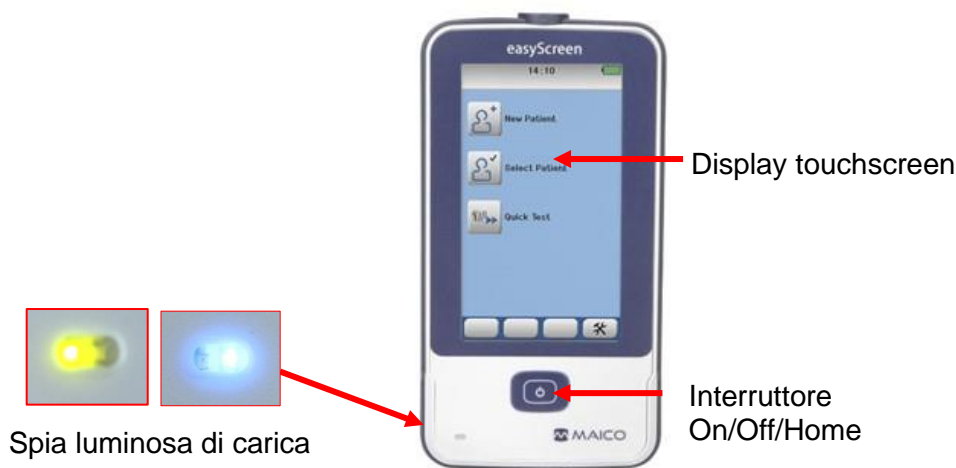 easyScreen
14:10
New Patient
Select Patient
Quick Test
Display touchscreen
Interruttore
On/Off/Home
Spia luminosa di carica
MAICO